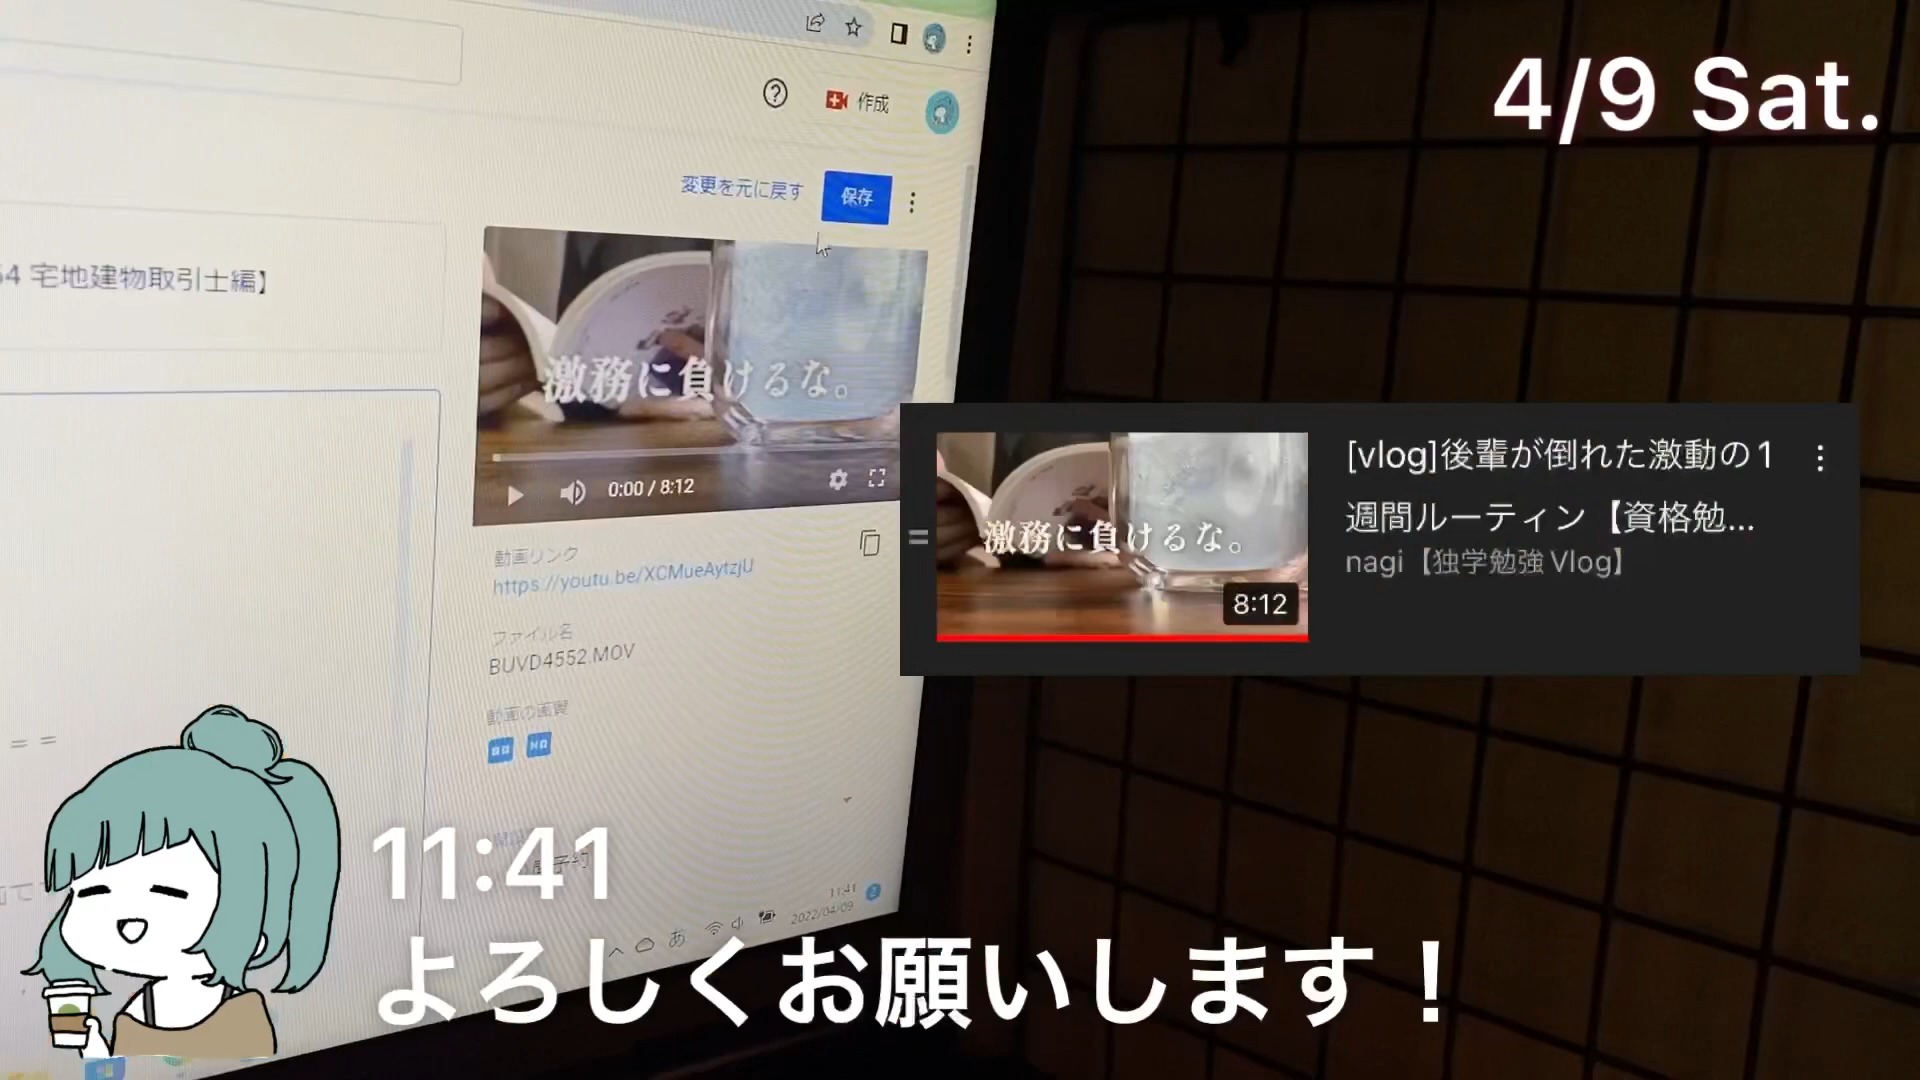 4/9 Sat.
作成
変更を元に戻す
保存
64 宅地建物取引士編】
激務に負けるな。
0:00 / 8:12
動画リンク
https://youtu.be/XCMueAytzjU
ファイル名
BUVD4552.MOV
動画の画質
[vlog]後輩が倒れた激動の1
週間ルーティン【資格勉...
nagi【独学勉強 Vlog】
激務に負けるな。
8:12
= =
11:41
よろしくお願いします！
あ
11:41
2022/04/09
2